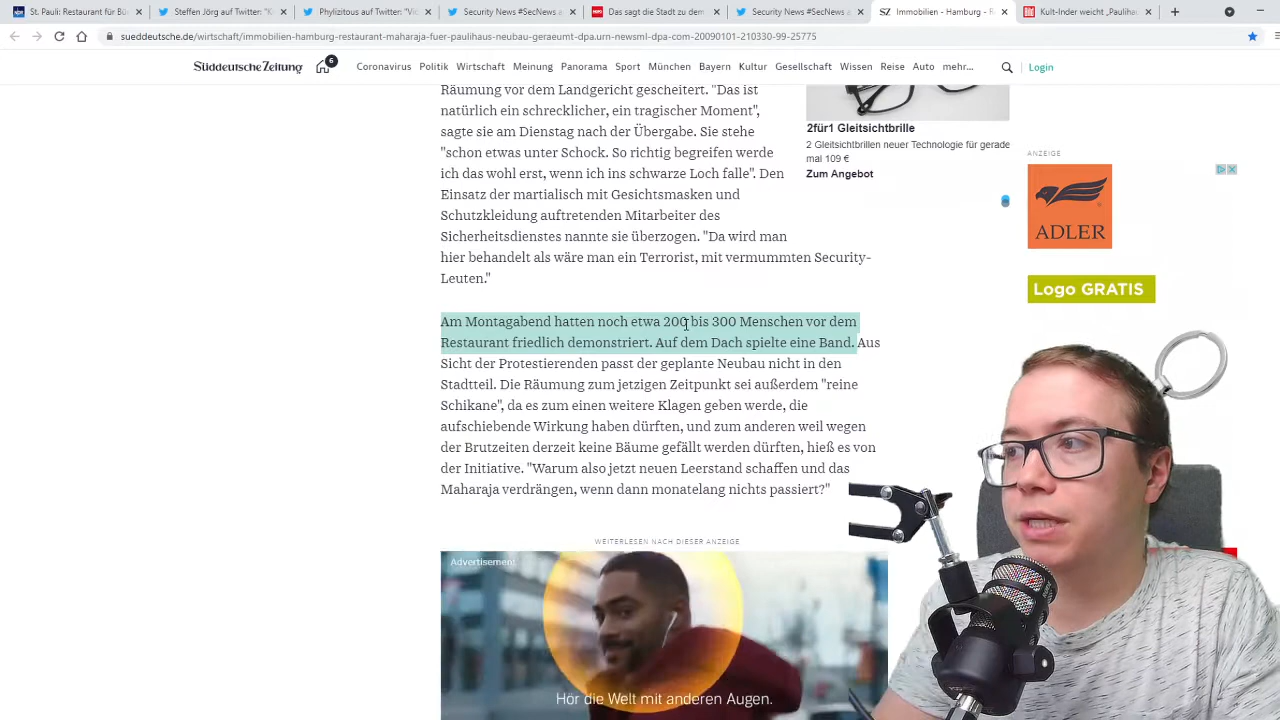 St. Pauli: Restaurant für Bü
Steffen Jörg auf Twitter: "K
Phylizitous auf Twitter: "Vic
Security News #SecNews a
Das sagt die Stadt zu dem
Security News #SecNews a
SZ Immobilien - Hamburg - R
Kult-Inder weicht „Paulihau
sueddeutsche.de/wirtschaft/immobilien-hamburg-restaurant-maharaja-fuer-paulihaus-neubau-geraeumt-dpa.urn-newsml-dpa-com-20090101-210330-99-25775
Süddeutsche Zeitung 6 Coronavirus Politik Wirtschaft Meinung Panorama Sport München Bayern Kultur Gesellschaft Wissen Reise Auto mehr... Login
Räumung vor dem Landgericht gescheitert. "Das ist
natürlich ein schrecklicher, ein tragischer Moment",
sagte sie am Dienstag nach der Übergabe. Sie stehe
"schon etwas unter Schock. So richtig begreifen werde
ich das wohl erst, wenn ich ins schwarze Loch falle". Den
Einsatz der martialisch mit Gesichtsmasken und
Schutzkleidung auftretenden Mitarbeiter des
Sicherheitsdienstes nannte sie überzogen. "Da wird man
hier behandelt als wäre man ein Terrorist, mit vermummten Security-
Leuten."
Am Montagabend hatten noch etwa 200 bis 300 Menschen vor dem
Restaurant friedlich demonstriert. Auf dem Dach spielte eine Band. Aus
Sicht der Protestierenden passt der geplante Neubau nicht in den
Stadtteil. Die Räumung zum jetzigen Zeitpunkt sei außerdem "reine
Schikane", da es zum einen weitere Klagen geben werde, die
aufschiebende Wirkung haben dürften, und zum anderen weil wegen
der Brutzeiten derzeit keine Bäume gefällt werden dürften, hieß es von
der Initiative. "Warum also jetzt neuen Leerstand schaffen und das
Maharaja verdrängen, wenn dann monatelang nichts passiert?"
WEITERLESEN NACH DIESER ANZEIGE
Advertisement
Hör die Welt mit anderen Augen.
2für1 Gleitsichtbrille
2 Gleitsichtbrillen neuer Technologie für gerade
mal 109 €
Zum Angebot
ANZEIGE
ADLER
Logo GRATIS